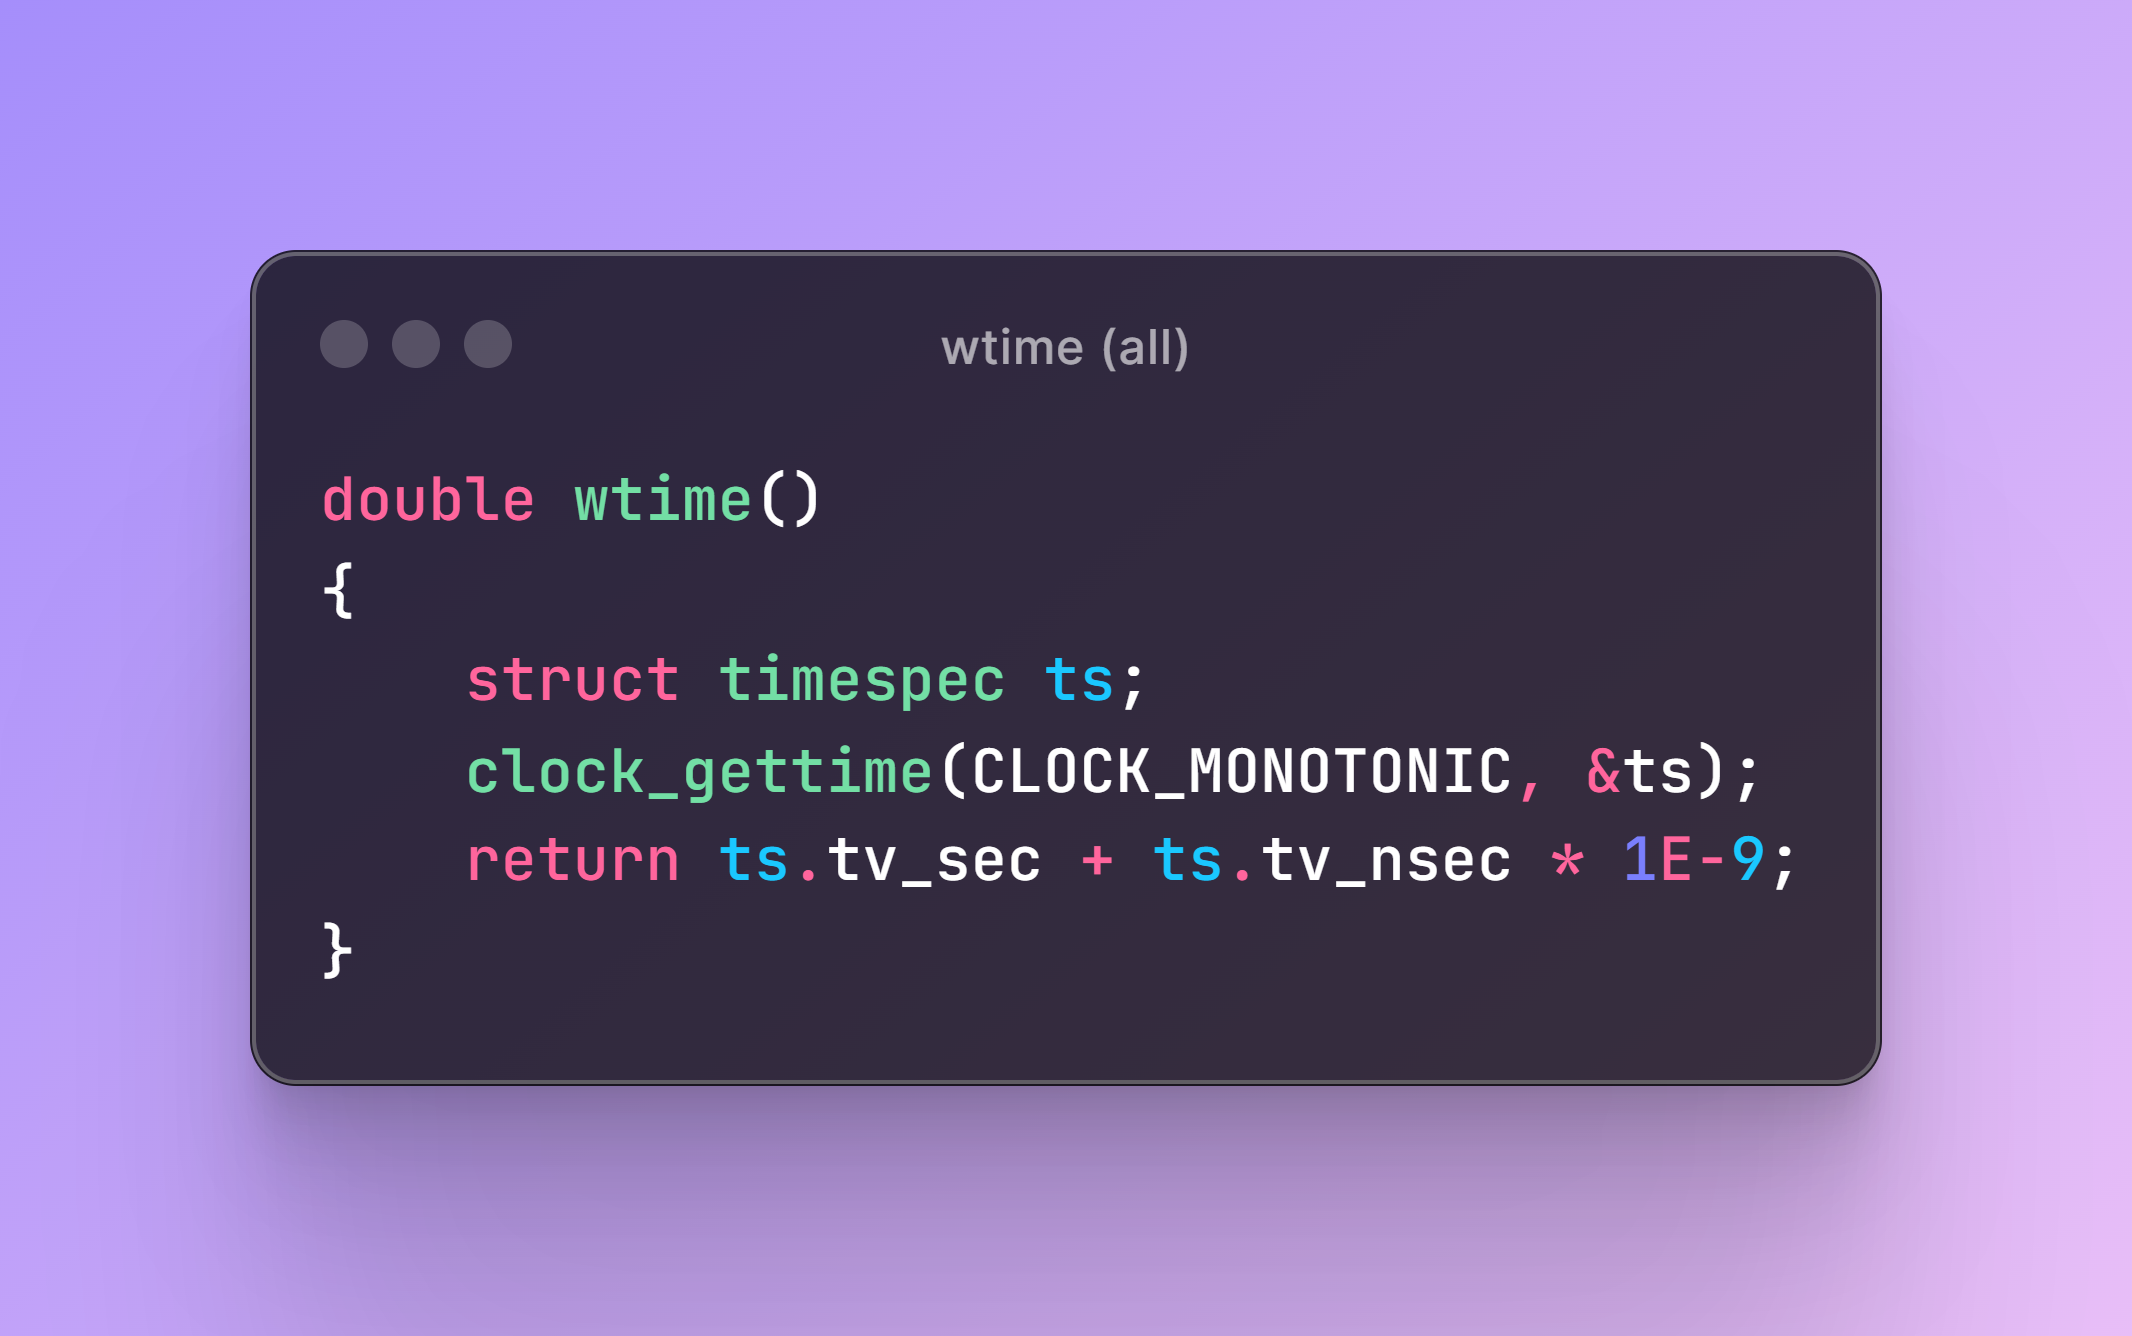 wtime (all)
double wtime()
{
    struct timespec ts;
    clock_gettime(CLOCK_MONOTONIC, &ts);
    return ts.tv_sec + ts.tv_nsec * 1E-9;
}